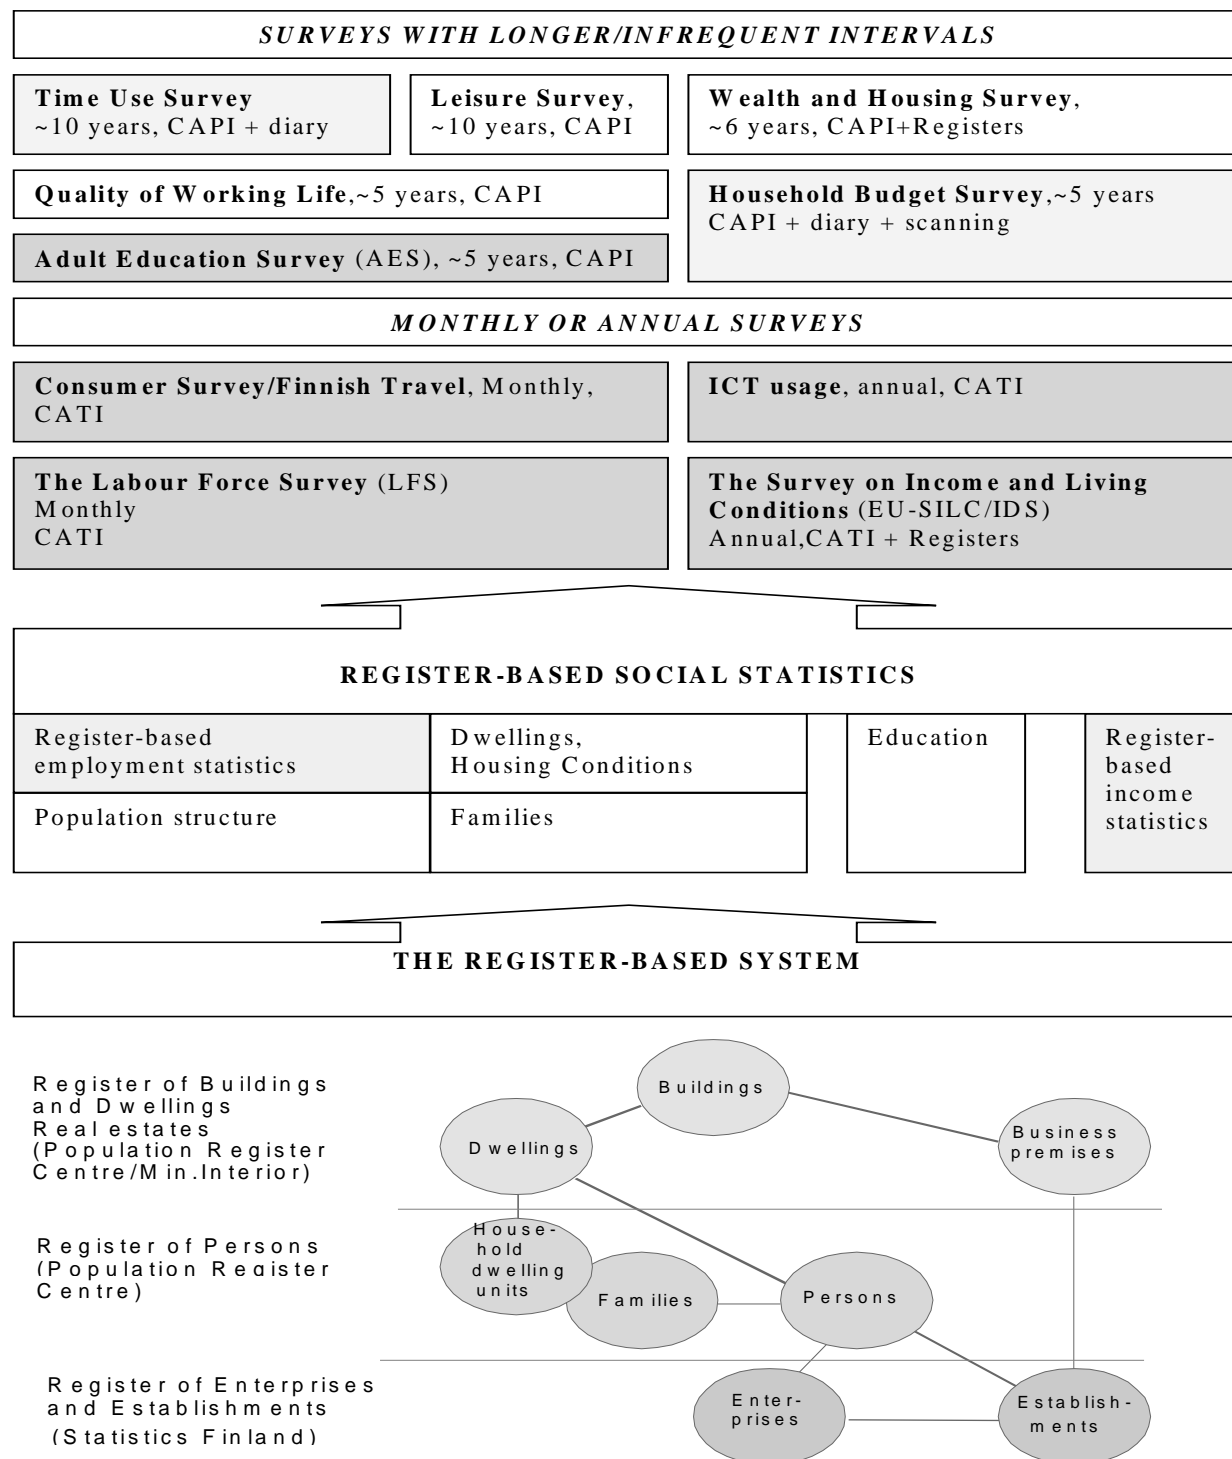 SURVEYS WITH LONGER/INFREQUENT INTERVALS
Time Use Survey
~10 years, CAPI + diary
Leisure Survey,
~10 years, CAPI
Wealth and Housing Survey,
~6 years, CAPI+Registers
Quality of Working Life,~5 years, CAPI
Household Budget Survey,~5 years
CAPI + diary + scanning
Adult Education Survey (AES), ~5 years, CAPI
MONTHLY OR ANNUAL SURVEYS
Consumer Survey/Finnish Travel, Monthly,
CATI
ICT usage, annual, CATI
The Labour Force Survey (LFS)
Monthly
CATI
The Survey on Income and Living
Conditions (EU-SILC/IDS)
Annual,CATI + Registers
REGISTER-BASED SOCIAL STATISTICS
Register-based
employment statistics
Dwellings,
Housing Conditions
Education
Register-
based
income
statistics
Population structure
Families
THE REGISTER-BASED SYSTEM
Register of Buildings
and Dwellings
Real estates
(Population Register
Centre/Min.Interior)
Buildings
Dwellings
Business
premises
Register of Persons
(Population Register
Centre)
House-
hold
dwelling
units
Families
Persons
Register of Enterprises
and Establishments
(Statistics Finland)
Enter-
prises
Establish-
ments